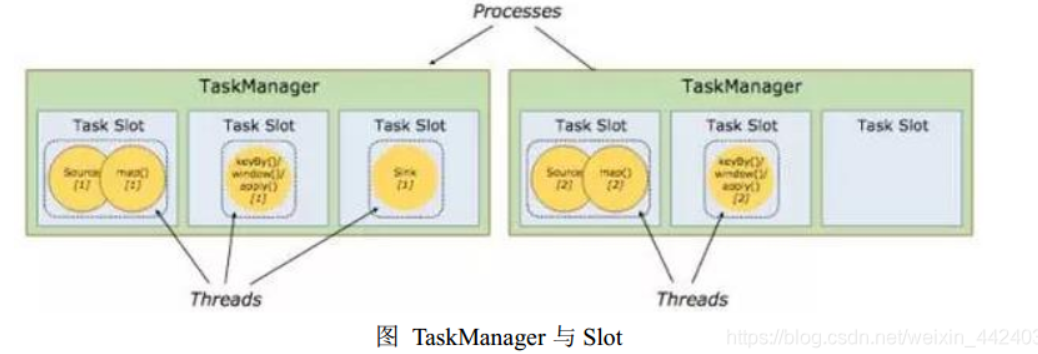 Processes
TaskManager
TaskManager
Task Slot
Task Slot
Task Slot
Task Slot
Task Slot
Task Slot
Source
[1]
map()
[1]
keyBy()/
window()/
apply()
[1]
Sink
[1]
Source
[2]
map()
[2]
keyBy()/
window()/
apply()
[2]
Threads
Threads
图 TaskManager 与 Slot
https://blog.csdn.net/weixin_442403